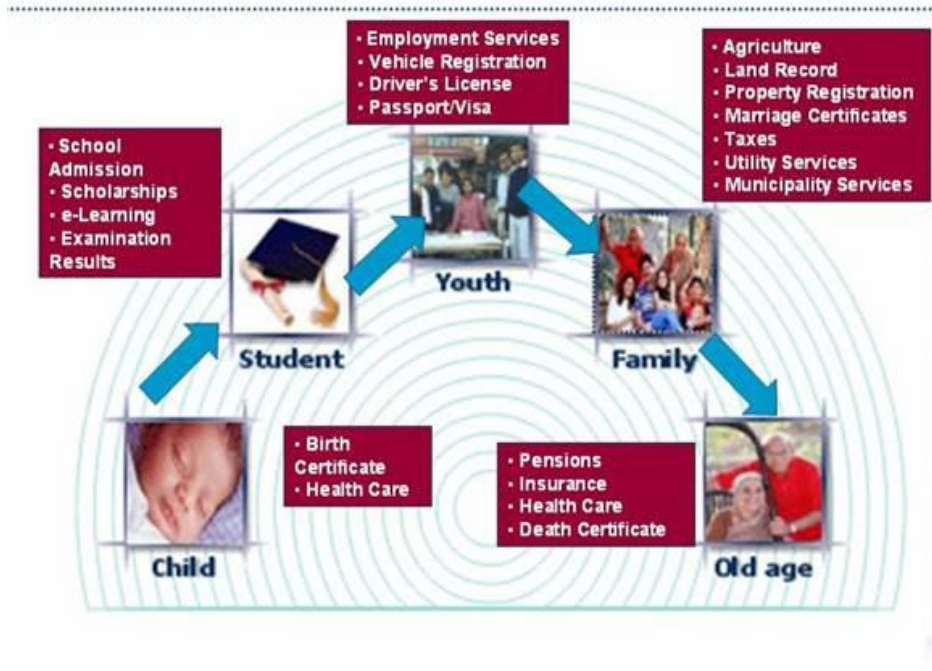 • School
Admission
• Scholarships
• e-Learning
• Examination
Results
• Employment Services
• Vehicle Registration
• Driver's License
• Passport/Visa
• Agriculture
• Land Record
• Property Registration
• Marriage Certificates
• Taxes
• Utility Services
• Municipality Services
Youth
Student
Family
• Birth
Certificate
• Health Care
• Pensions
• Insurance
• Health Care
• Death Certificate
Child
Old age